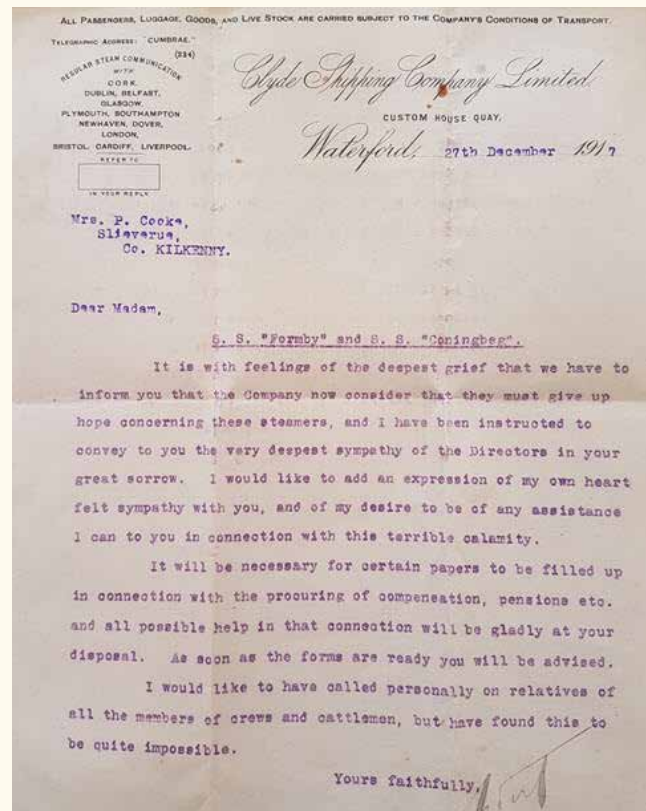 ALL PASSENGERS, LUGGAGE, GOODS, AND LIVE STOCK ARE CARRIED SUBJECT TO THE COMPANY'S CONDITIONS OF TRANSPORT.
TELEGRAPHIC ADDRESS: "CUMBRAE."
(224)
REGULAR STEAM COMMUNICATION
WITH
CORK,
DUBLIN, BELFAST,
GLASGOW,
PLYMOUTH, SOUTHAMPTON
NEWHAVEN, DOVER,
LONDON,
BRISTOL, CARDIFF, LIVERPOOL.
REFER TO
IN YOUR REPLY
Clyde Shipping Company Limited
CUSTOM HOUSE QUAY,
Waterford, 27th December 1917
Mrs. P. Cooke,
Slieverue,
Co. KILKENNY.
Dear Madam,
S. S. "Formby" and S. S. "Coningbeg".
It is with feelings of the deepest grief that we have to
inform you that the Company now consider that they must give up
hope concerning these steamers, and I have been instructed to
convey to you the very deepest sympathy of the Directors in your
great sorrow. I would like to add an expression of my own heart
felt sympathy with you, and of my desire to be of any assistance
I can to you in connection with this terrible calamity.
It will be necessary for certain papers to be filled up
in connection with the procuring of compensation, pensions etc.
and all possible help in that connection will be gladly at your
disposal. As soon as the forms are ready you will be advised.
I would like to have called personally on relatives of
all the members of crews and cattlemen, but have found this to
be quite impossible.
Yours faithfully,